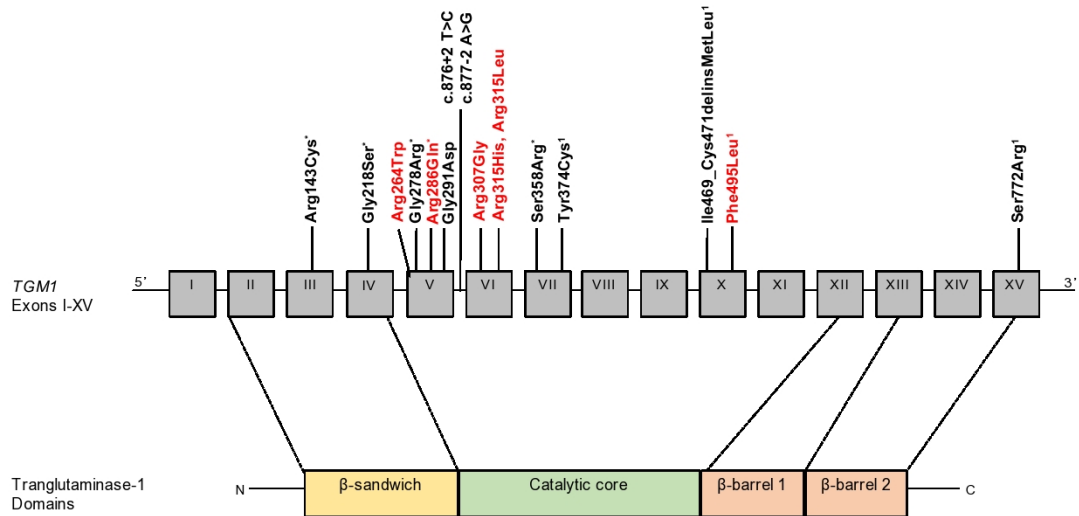 c.876+2 T>C
c.877-2 A>G
Arg143Cys*
Gly218Ser*
Arg264Trp
Gly278Arg*
Arg286Gln*
Gly291Asp
Arg307Gly
Arg315His, Arg315Leu
Ser358Arg*
Tyr374Cys¹
Ile469_Cys471delinsMetLeu¹
Phe495Leu¹
Ser772Arg¹
TGM1
Exons I-XV
5’
I
II
III
IV
V
VI
VII
VIII
IX
X
XI
XII
XIII
XIV
XV
3’
Tranglutaminase-1
Domains
N
β-sandwich
Catalytic core
β-barrel 1
β-barrel 2
C